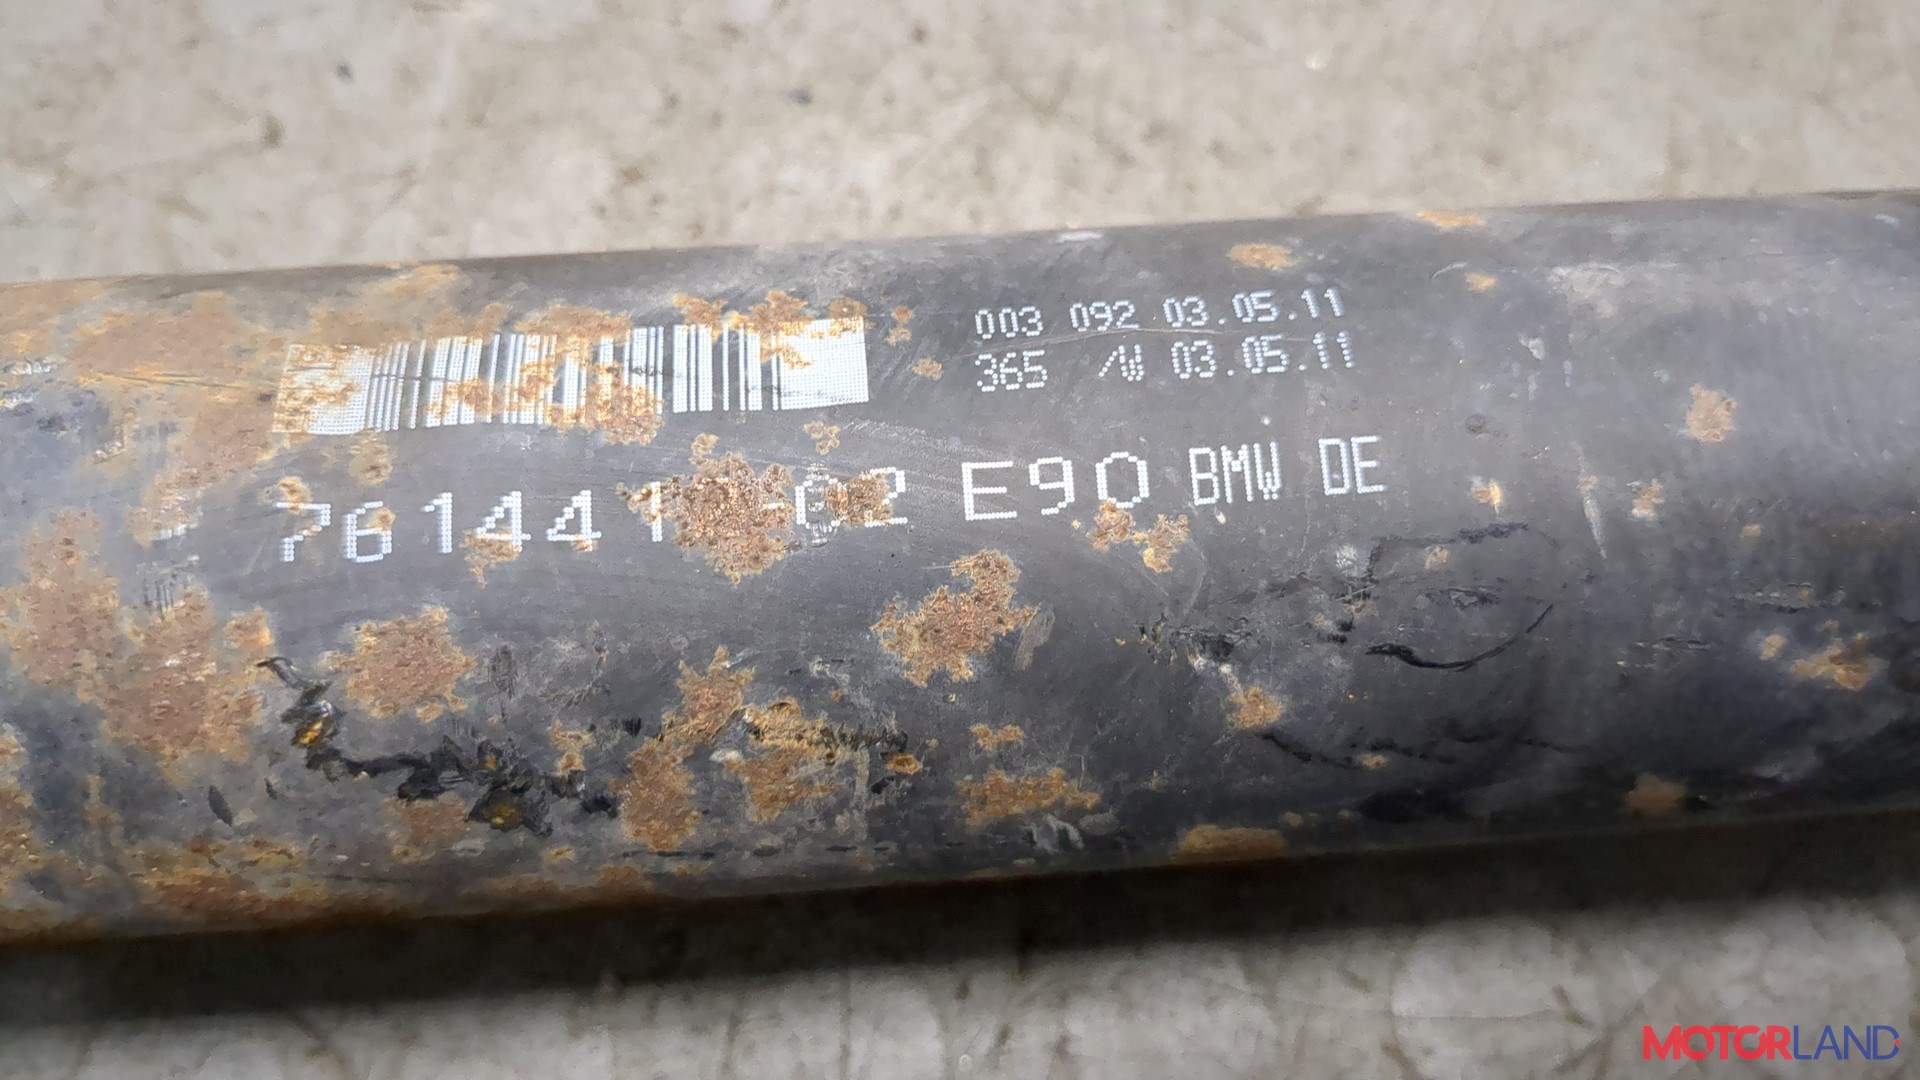 003 092 03.05.11
365 /W 03.05.11
E90 BMW DE
MOTORLAND